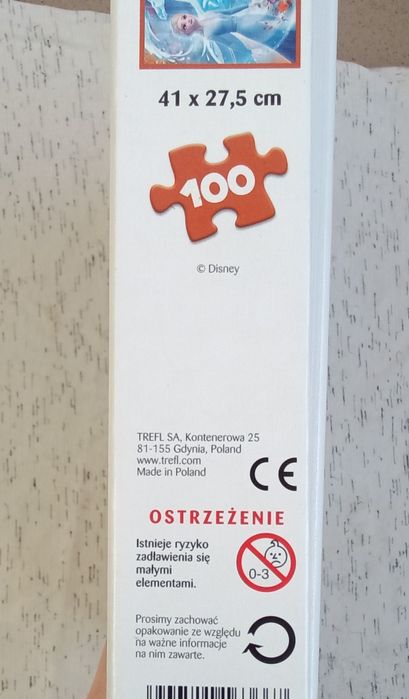 41 x 27,5 cm
100
© Disney
TREFL SA, Kontenerowa 25
81-155 Gdynia, Poland
www.trefl.com
Made in Poland
CE
OSTRZEŻENIE
Istnieje ryzyko
zadławienia się
małymi
elementami.
0-3
Prosimy zachować
opakowanie ze względu
na ważne informacje
na nim zawarte.